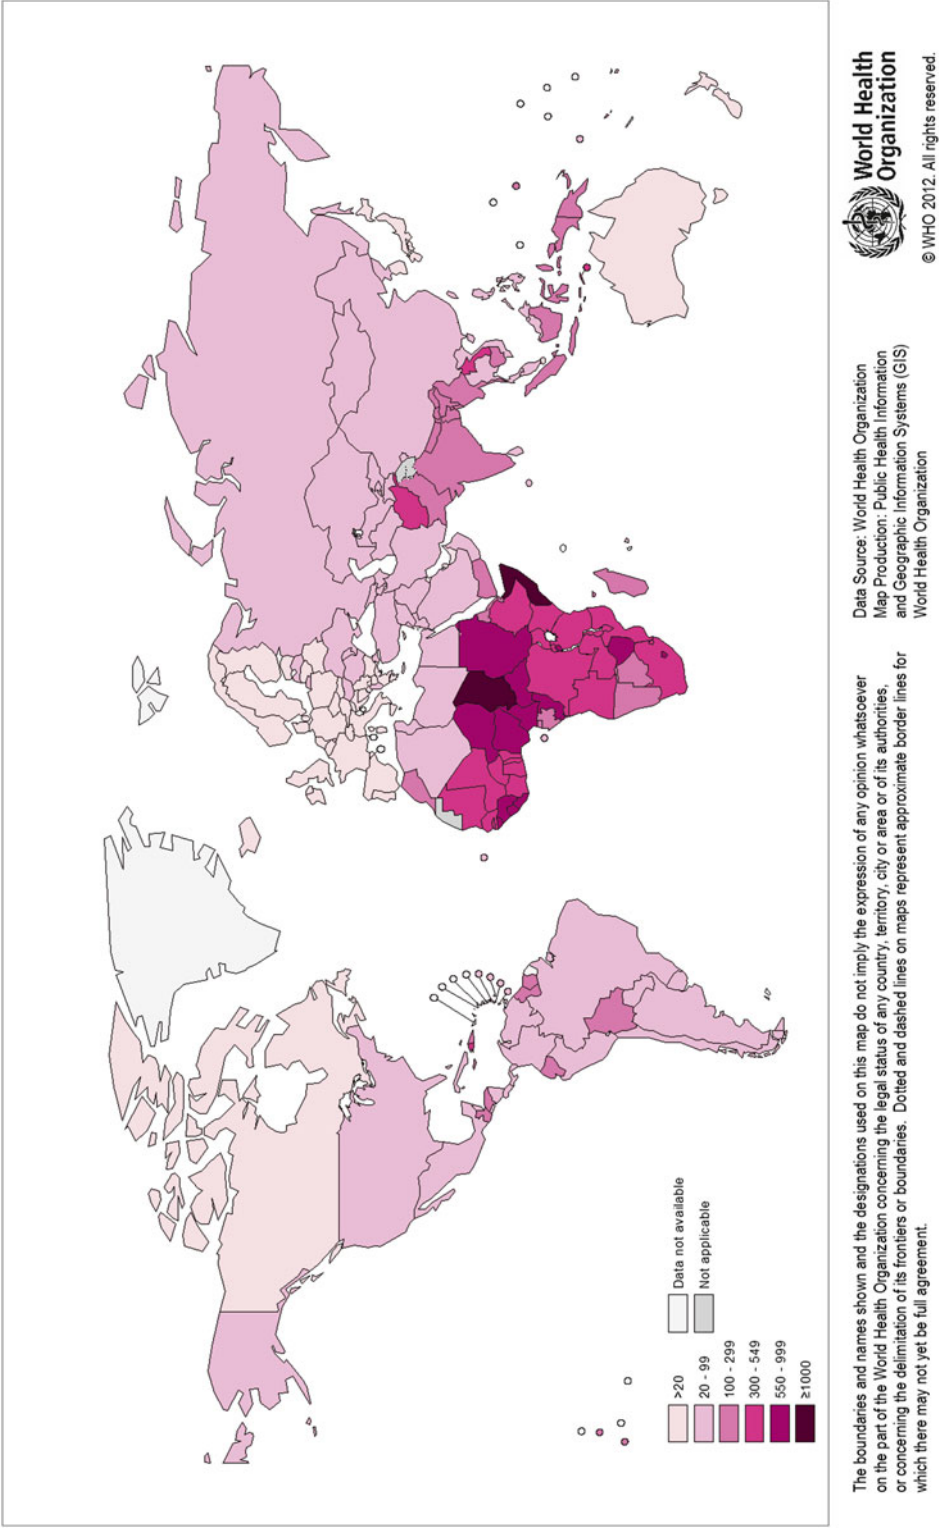 >20
20 - 99
100 - 299
300 - 549
550 - 999
≥1000
Data not available
Not applicable
The boundaries and names shown and the designations used on this map do not imply the expression of any opinion whatsoever
on the part of the World Health Organization concerning the legal status of any country, territory, city or area or of its authorities,
or concerning the delimitation of its frontiers or boundaries. Dotted and dashed lines on maps represent approximate border lines for
which there may not yet be full agreement.
Data Source: World Health Organization
Map Production: Public Health Information
and Geographic Information Systems (GIS)
World Health Organization
World Health
Organization
© WHO 2012. All rights reserved.